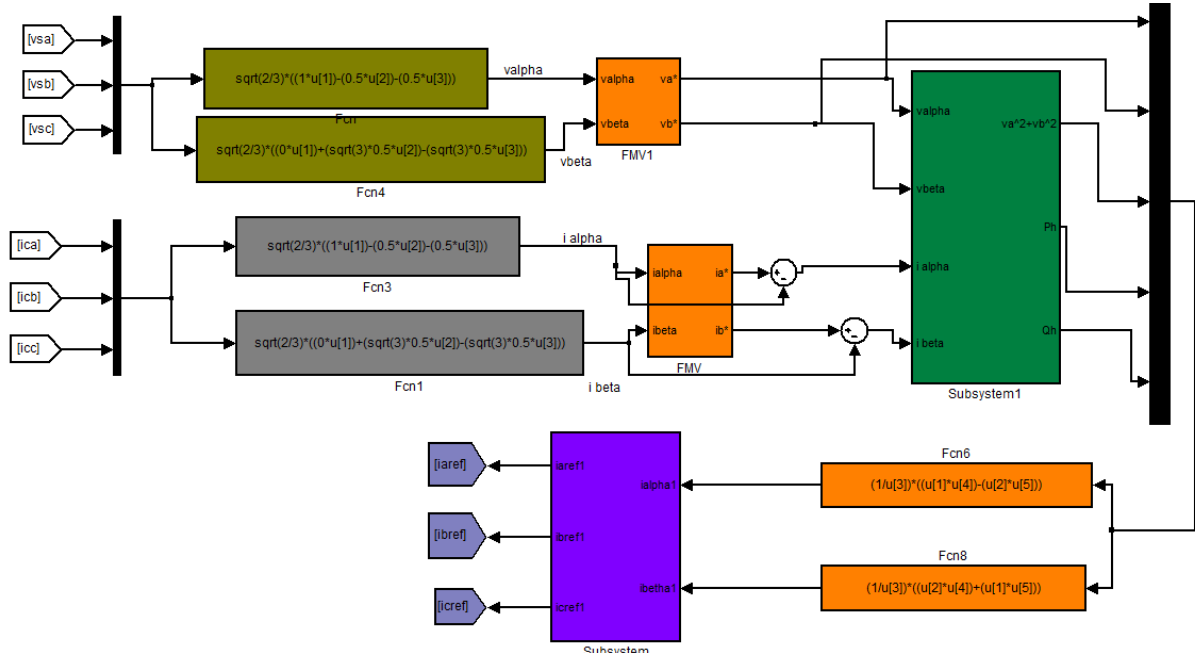 [vsa]
[vsb]
[vsc]
sqrt(2/3)*((1*u[1])-(0.5*u[2])-(0.5*u[3]))
Fcn
valpha
sqrt(2/3)*((0*u[1])+(sqrt(3)*0.5*u[2])-(sqrt(3)*0.5*u[3]))
Fcn4
vbeta
valpha va*
vbeta vb*
FMV1
[ica]
[icb]
[icc]
sqrt(2/3)*((1*u[1])-(0.5*u[2])-(0.5*u[3]))
Fcn3
i alpha
sqrt(2/3)*((0*u[1])+(sqrt(3)*0.5*u[2])-(sqrt(3)*0.5*u[3]))
Fcn1
i beta
ialpha ia*
ibeta ib*
FMV
valpha
va^2+vb^2
vbeta
Ph
i alpha
Qh
i beta
Subsystem1
[iaref]
[ibref]
[icref]
iaref1
ialpha1
ibref1
ibetha1
icref1
Subsystem
Fcn6
(1/u[3])*((u[1]*u[4])-(u[2]*u[5]))
Fcn8
(1/u[3])*((u[2]*u[4])+(u[1]*u[5]))